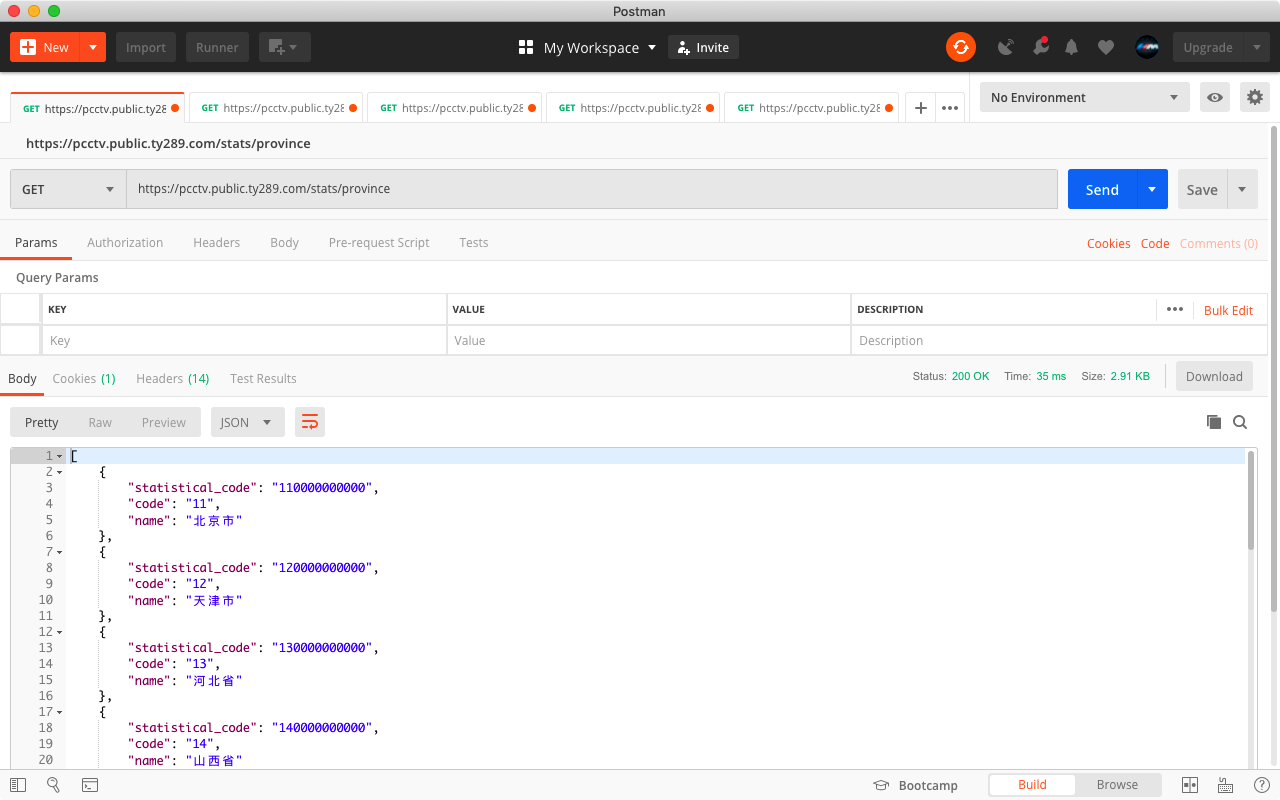 Postman
New
Import
Runner
My Workspace
Invite
Upgrade
GET https://pcctv.public.ty28
GET https://pcctv.public.ty28
GET https://pcctv.public.ty28
GET https://pcctv.public.ty28
GET https://pcctv.public.ty28
No Environment
https://pcctv.public.ty289.com/stats/province
GET
https://pcctv.public.ty289.com/stats/province
Send
Save
Params
Authorization
Headers
Body
Pre-request Script
Tests
Cookies
Code
Comments (0)
Query Params
KEY
VALUE
DESCRIPTION
Bulk Edit
Key
Value
Description
Body
Cookies (1)
Headers (14)
Test Results
Status: 200 OK
Time: 35 ms
Size: 2.91 KB
Download
Pretty
Raw
Preview
JSON
1 [
2 {
3 "statistical_code": "110000000000",
4 "code": "11",
5 "name": "北京市"
6 },
7 {
8 "statistical_code": "120000000000",
9 "code": "12",
10 "name": "天津市"
11 },
12 {
13 "statistical_code": "130000000000",
14 "code": "13",
15 "name": "河北省"
16 },
17 {
18 "statistical_code": "140000000000",
19 "code": "14",
20 "name": "山西省"
Bootcamp
Build
Browse